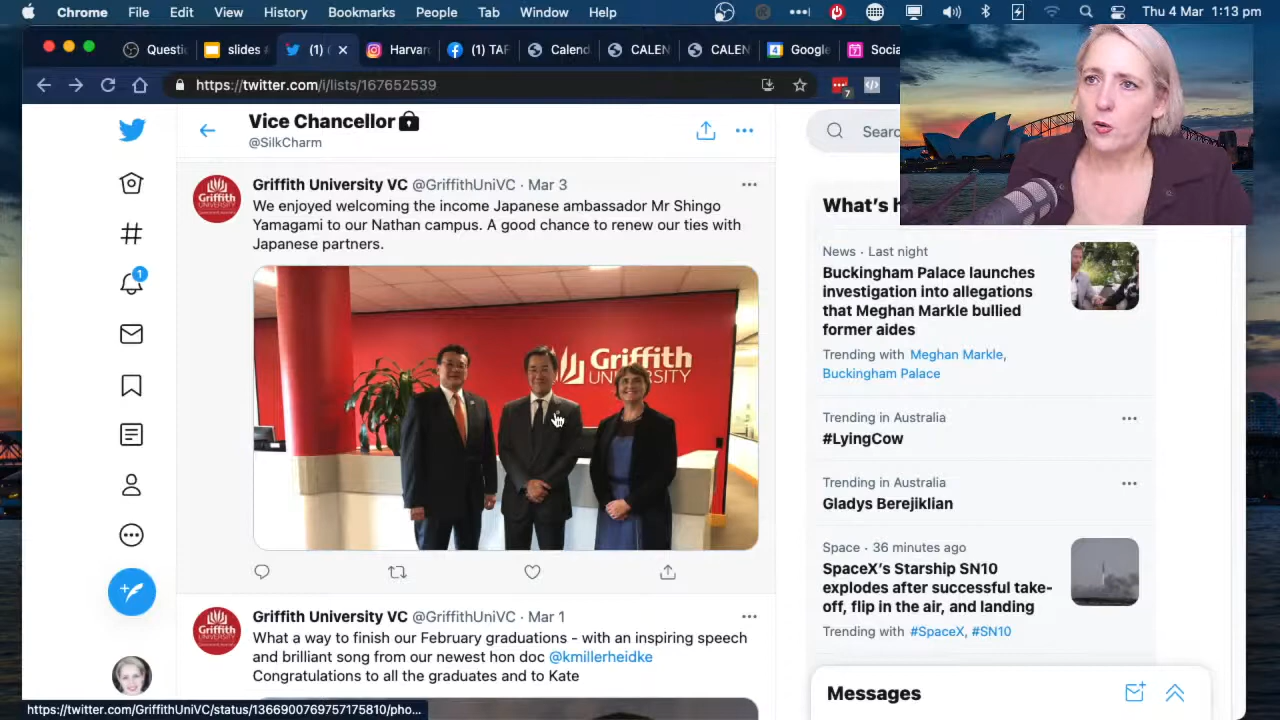 Chrome File Edit View History Bookmarks People Tab Window Help Thu 4 Mar 1:13 pm
Questi slides (1) Harvar (1) TAF Calend CALEN CALEN Google Socia
https://twitter.com/i/lists/167652539
7
Vice Chancellor
@SilkCharm
Griffith University VC @GriffithUniVC · Mar 3
We enjoyed welcoming the income Japanese ambassador Mr Shingo
Yamagami to our Nathan campus. A good chance to renew our ties with
Japanese partners.
Griffith
UNIVERSITY
Griffith
UNIVERSITY
1
Griffith University VC @GriffithUniVC · Mar 1
What a way to finish our February graduations - with an inspiring speech
and brilliant song from our newest hon doc @kmillerheidke
Congratulations to all the graduates and to Kate
Griffith
UNIVERSITY
https://twitter.com/GriffithUniVC/status/1366900769757175810/pho...
Searc
What's h
News · Last night
Buckingham Palace launches
investigation into allegations
that Meghan Markle bullied
former aides
Trending with Meghan Markle,
Buckingham Palace
Trending in Australia
#LyingCow
Trending in Australia
Gladys Berejiklian
Space · 36 minutes ago
SpaceX's Starship SN10
explodes after successful take-
off, flip in the air, and landing
Trending with #SpaceX, #SN10
Messages